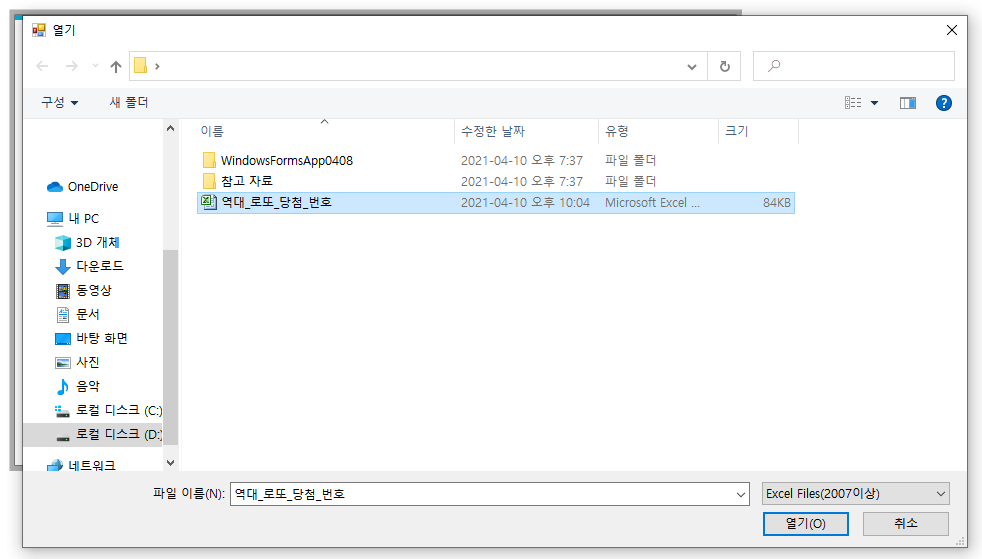 열기
구성
새 폴더
이름
수정한 날짜
유형
크기
WindowsFormsApp0408
2021-04-10 오후 7:37
파일 폴더
참고 자료
2021-04-10 오후 7:37
파일 폴더
역대_로또_당첨_번호
2021-04-10 오후 10:04
Microsoft Excel ...
84KB
OneDrive
내 PC
3D 개체
다운로드
동영상
문서
바탕 화면
사진
음악
로컬 디스크 (C:)
로컬 디스크 (D:)
네트워크
파일 이름(N):
역대_로또_당첨_번호
Excel Files(2007이상)
열기(O)
취소